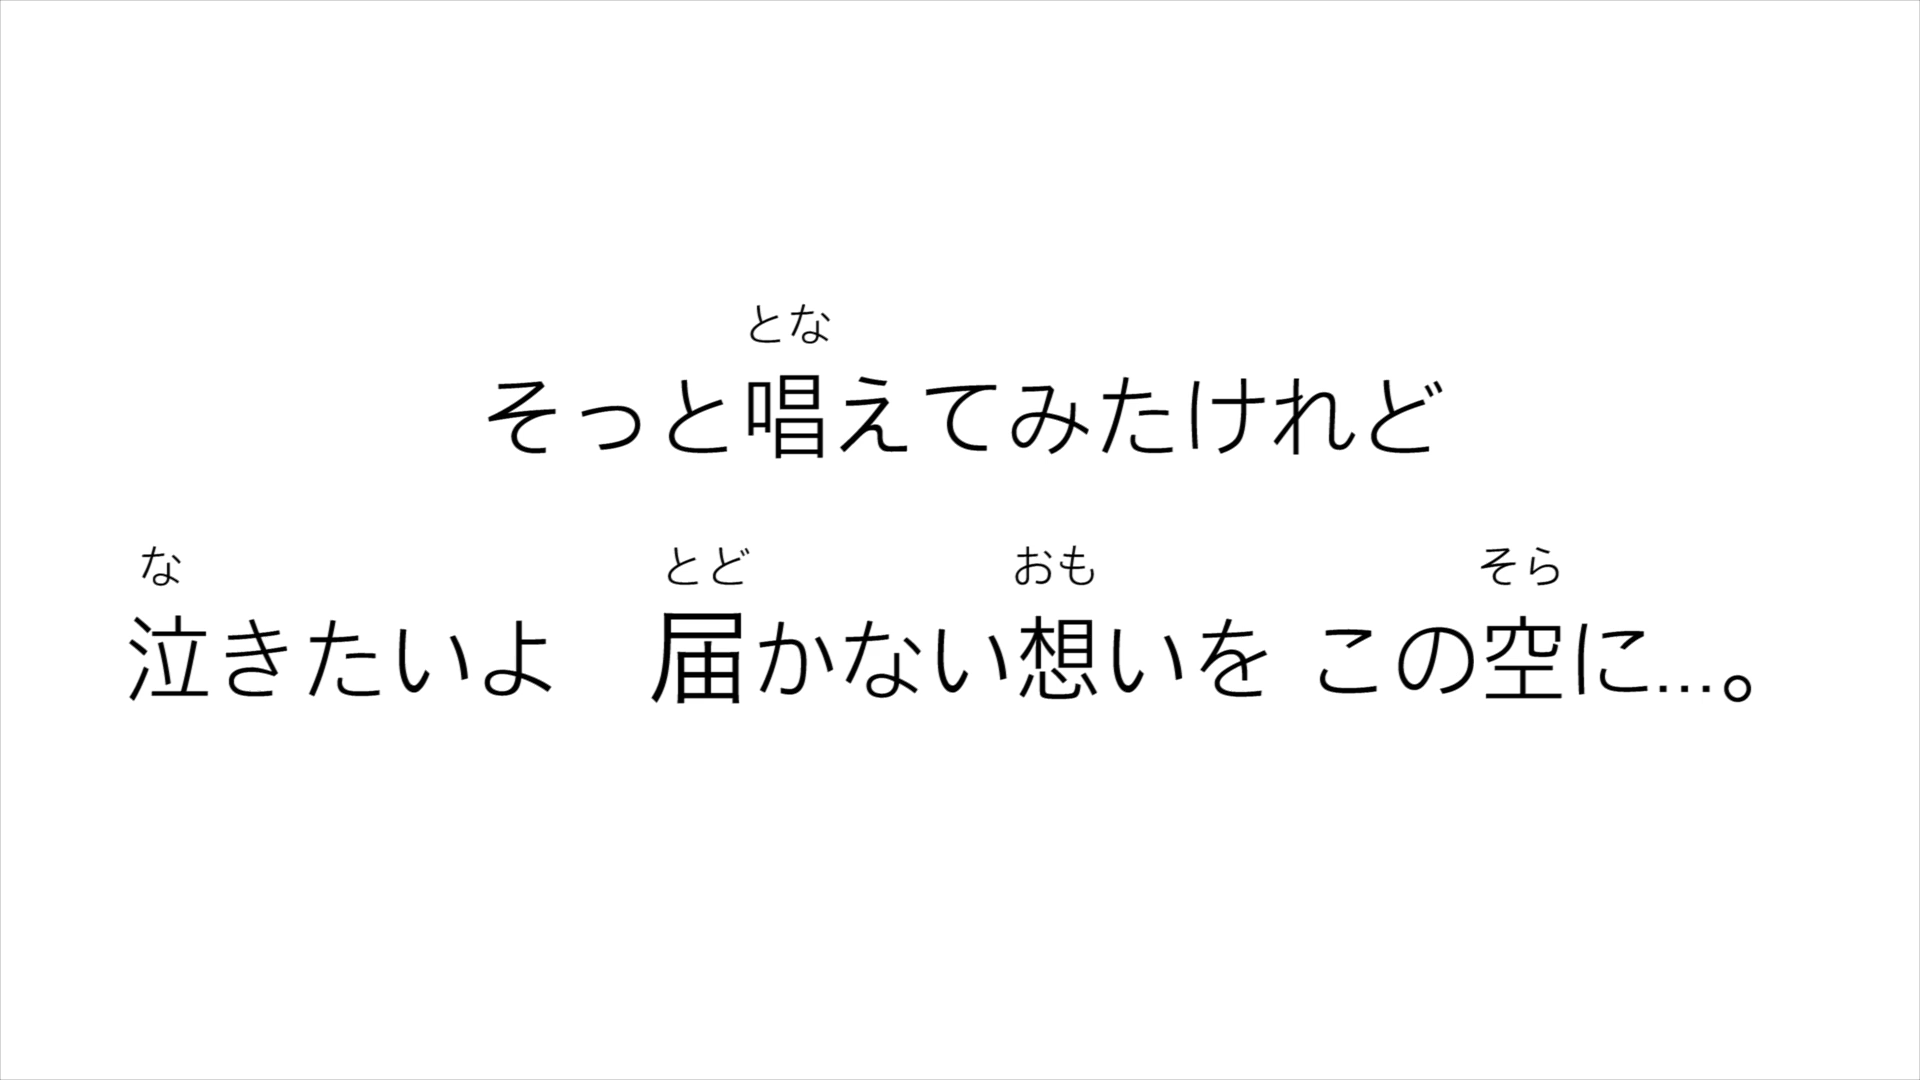 とな
そっと唱えてみたけれど
な とど おも そら
泣きたいよ　届かない想いを この空に...。